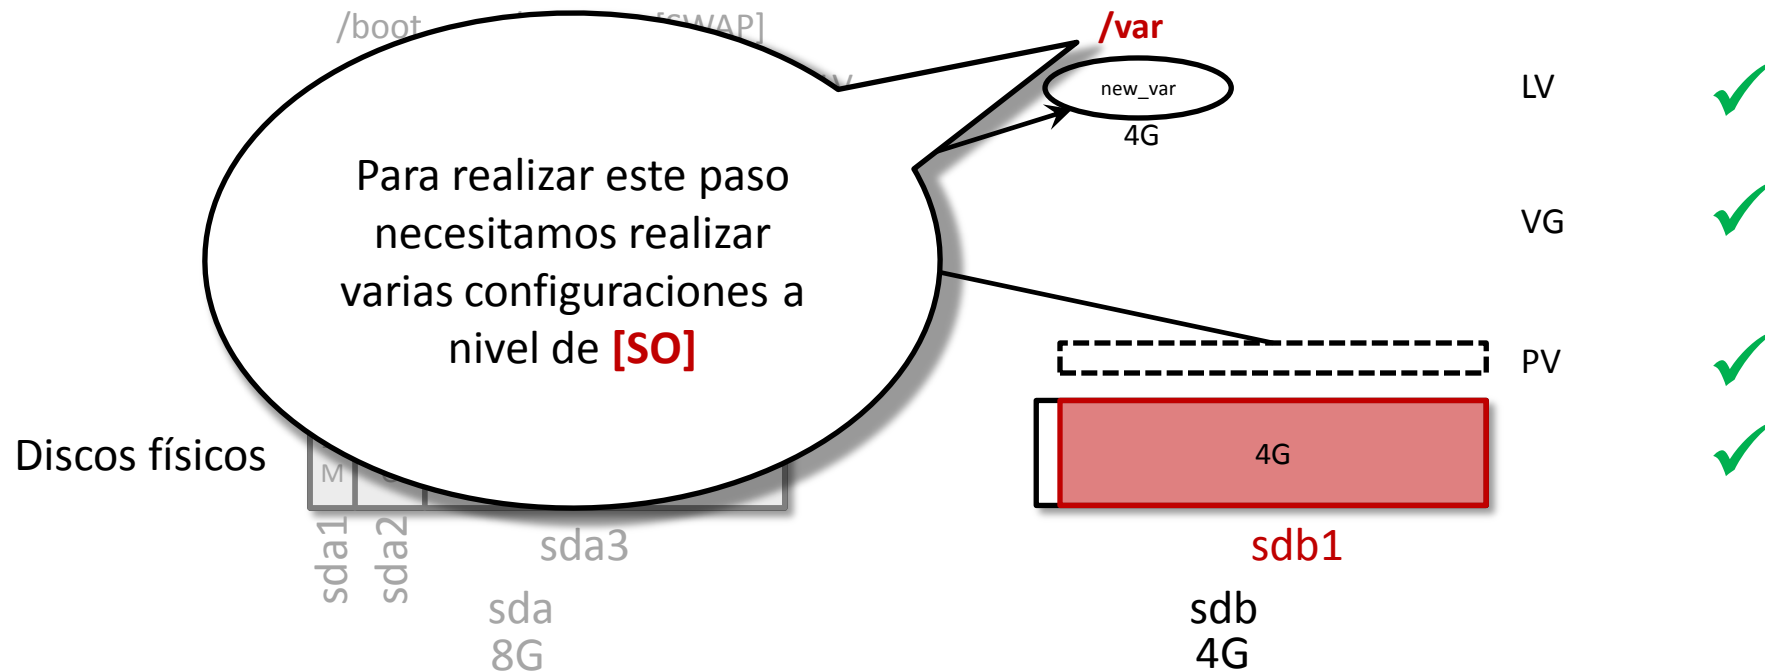 /boot
/var
new_var
4G
LV
Para realizar este paso
necesitamos realizar
varias configuraciones a
nivel de [SO]
VG
PV
Discos físicos
M
4G
sda1
sda2
sda3
sdb1
sda
8G
sdb
4G